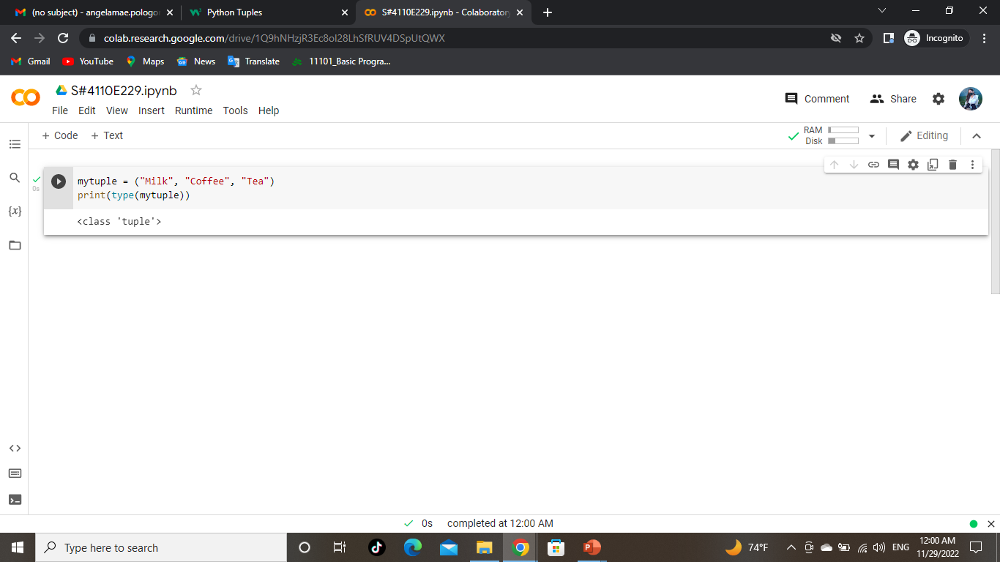 (no subject) - angelamae.pologo
Python Tuples
S#4110E229.ipynb - Colaboratory
colab.research.google.com/drive/1Q9hNHzjR3Ec8oI28LhSfRUV4DSpUtQWX
Incognito
Gmail
YouTube
Maps
News
Translate
11101_Basic Progra...
S#4110E229.ipynb
File Edit View Insert Runtime Tools Help
Comment
Share
+ Code + Text
RAM
Disk
Editing
0s
mytuple = ("Milk", "Coffee", "Tea")
print(type(mytuple))
{x}
<class 'tuple'>
0s completed at 12:00 AM
Type here to search
74°F
ENG
12:00 AM
11/29/2022